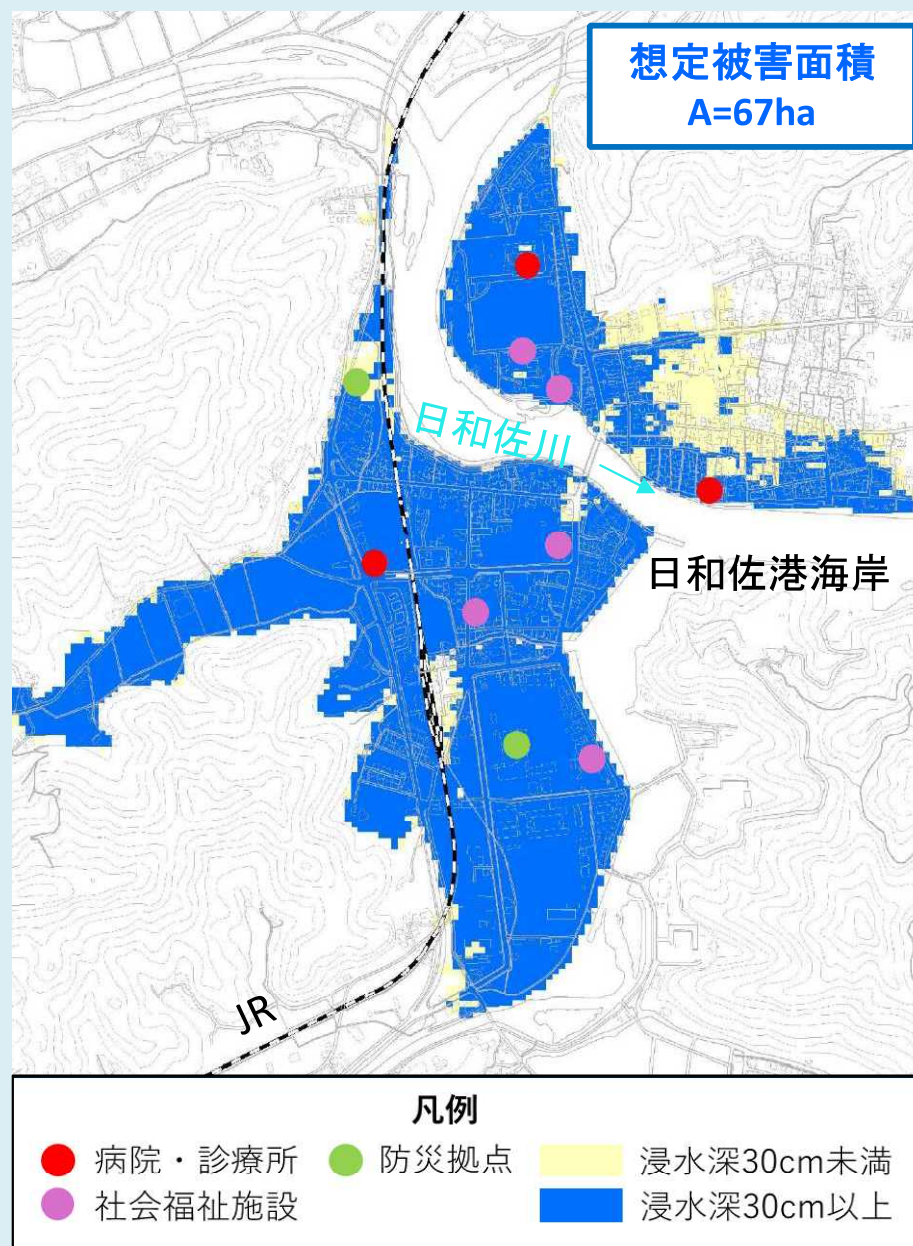 想定被害面積
A=67ha
日和佐川
日和佐港海岸
JR
凡例
病院・診療所
防災拠点
浸水深30cm未満
社会福祉施設
浸水深30cm以上